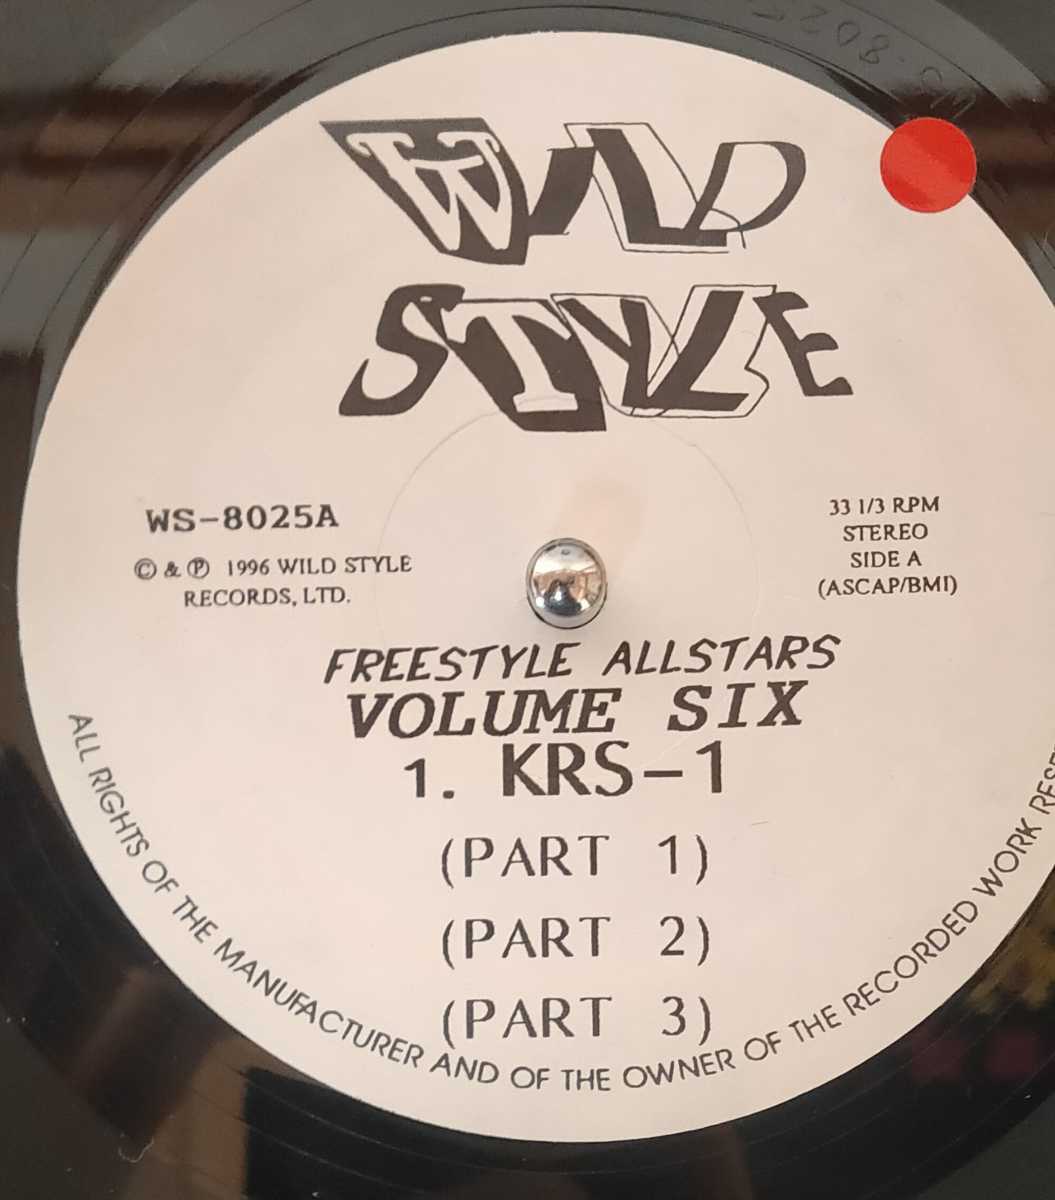 WILD
STYLE
WS-8025A
© & ℗ 1996 WILD STYLE
RECORDS, LTD.
33 1/3 RPM
STEREO
SIDE A
(ASCAP/BMI)
FREESTYLE ALLSTARS
VOLUME SIX
1. KRS-1
(PART 1)
(PART 2)
(PART 3)
ALL RIGHTS OF THE MANUFACTURER AND OF THE OWNER OF THE RECORDED WORK